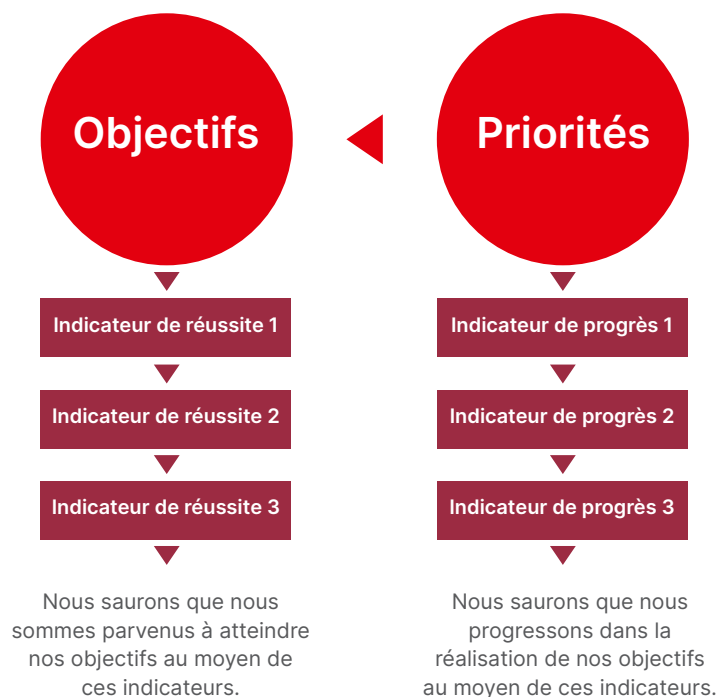 Objectifs
Indicateur de réussite 1
Indicateur de réussite 2
Indicateur de réussite 3
Nous saurons que nous
sommes parvenus à atteindre
nos objectifs au moyen de
ces indicateurs.
Priorités
Indicateur de progrès 1
Indicateur de progrès 2
Indicateur de progrès 3
Nous saurons que nous
progressons dans la
réalisation de nos objectifs
au moyen de ces indicateurs.